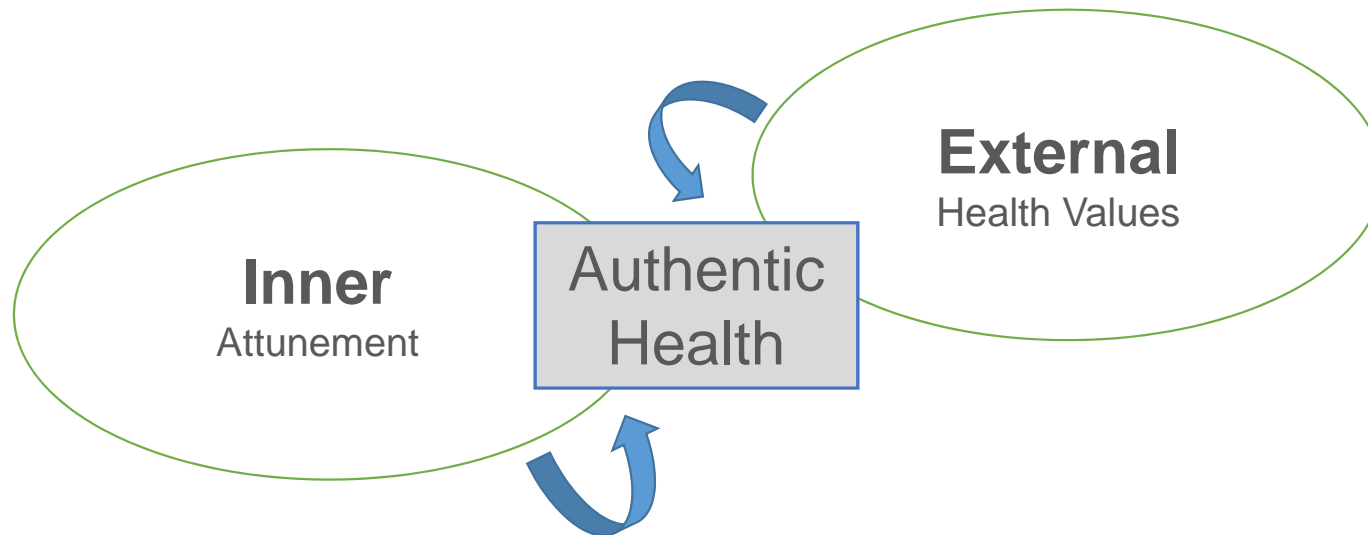 Inner
Attunement
Authentic
Health
External
Health Values